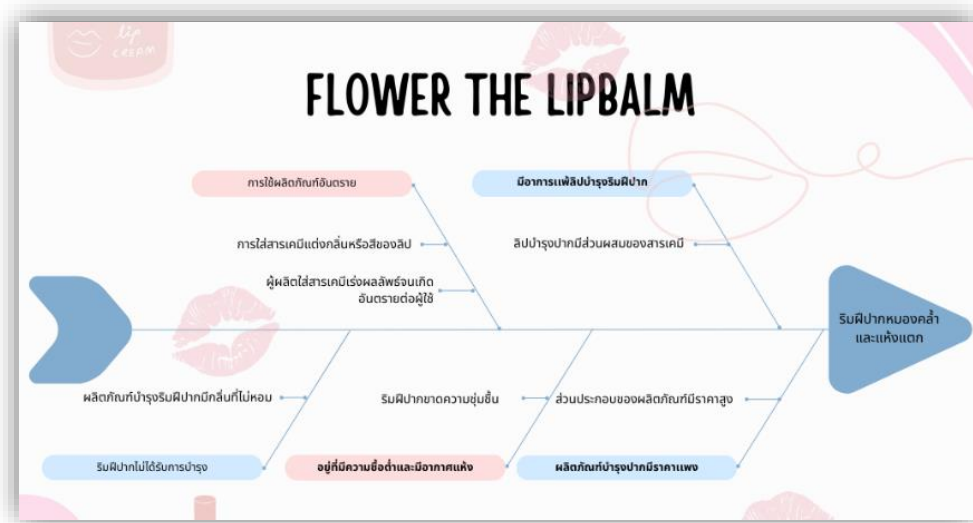 lip
CREAM
FLOWER THE LIPBALM
การใช้ผลิตภัณฑ์อันตราย
มีอาการแพ้ลิปบำรุงริมฝีปาก
การใส่สารเคมีแต่งกลิ่นหรือสีของลิป
ลิปบำรุงปากมีส่วนผสมของสารเคมี
ผู้ผลิตใส่สารเคมีเร่งผลลัพธ์จนเกิด
อันตรายต่อผู้ใช้
ริมฝีปากหมองคล้ำ
และแห้งแตก
ผลิตภัณฑ์บำรุงริมฝีปากมีกลิ่นที่ไม่หอม
ริมฝีปากขาดความชุ่มชื้น
ส่วนประกอบของผลิตภัณฑ์มีราคาสูง
ริมฝีปากไม่ได้รับการบำรุง
อยู่ที่มีความชื้อต่ำและมีอากาศแห้ง
ผลิตภัณฑ์บำรุงปากมีราคาแพง